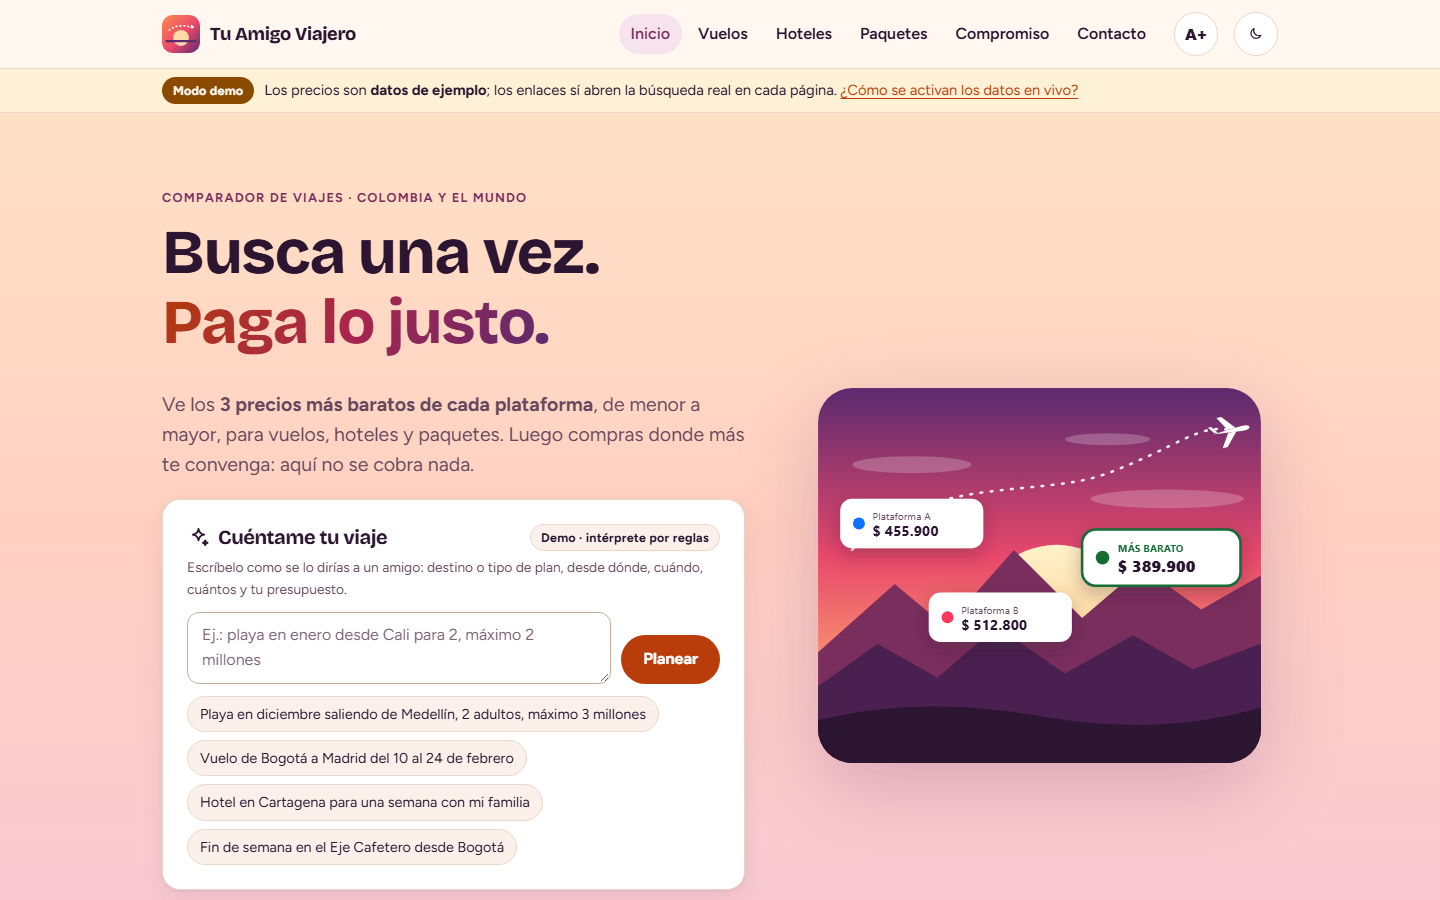 Tu Amigo Viajero
Inicio
Vuelos
Hoteles
Paquetes
Compromiso
Contacto
A+
Modo demo
Los precios son datos de ejemplo; los enlaces sí abren la búsqueda real en cada página. ¿Cómo se activan los datos en vivo?
COMPARADOR DE VIAJES · COLOMBIA Y EL MUNDO
Busca una vez.
Paga lo justo.
Ve los 3 precios más baratos de cada plataforma, de menor a
mayor, para vuelos, hoteles y paquetes. Luego compras donde más
te convenga: aquí no se cobra nada.
Cuéntame tu viaje
Demo · intérprete por reglas
Escríbelo como se lo dirías a un amigo: destino o tipo de plan, desde dónde, cuándo,
cuántos y tu presupuesto.
Ej.: playa en enero desde Cali para 2, máximo 2
millones
Planear
Playa en diciembre saliendo de Medellín, 2 adultos, máximo 3 millones
Vuelo de Bogotá a Madrid del 10 al 24 de febrero
Hotel en Cartagena para una semana con mi familia
Fin de semana en el Eje Cafetero desde Bogotá
Plataforma A
$ 455.900
MÁS BARATO
$ 389.900
Plataforma B
$ 512.800